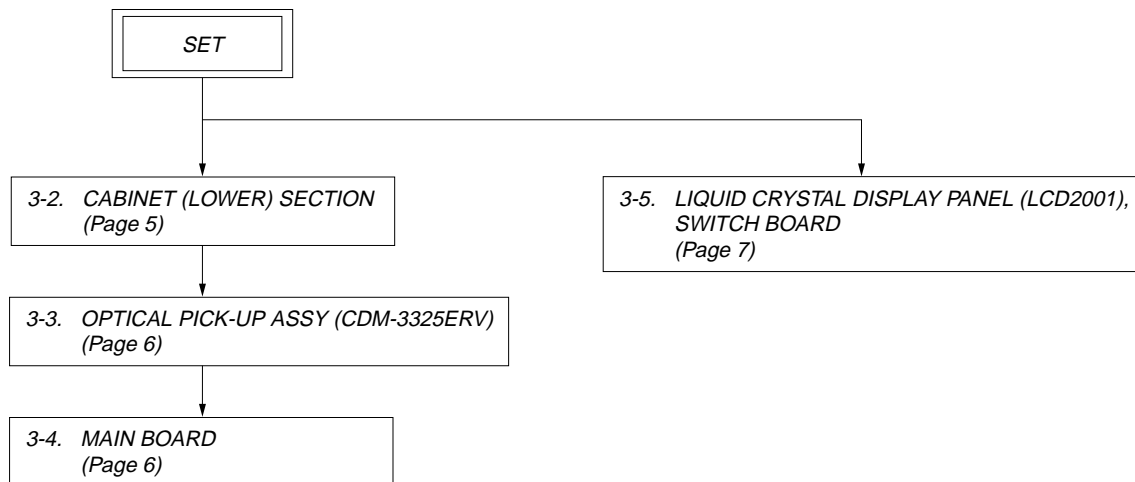 SET
3-2. CABINET (LOWER) SECTION
(Page 5)
3-5. LIQUID CRYSTAL DISPLAY PANEL (LCD2001),
SWITCH BOARD
(Page 7)
3-3. OPTICAL PICK-UP ASSY (CDM-3325ERV)
(Page 6)
3-4. MAIN BOARD
(Page 6)